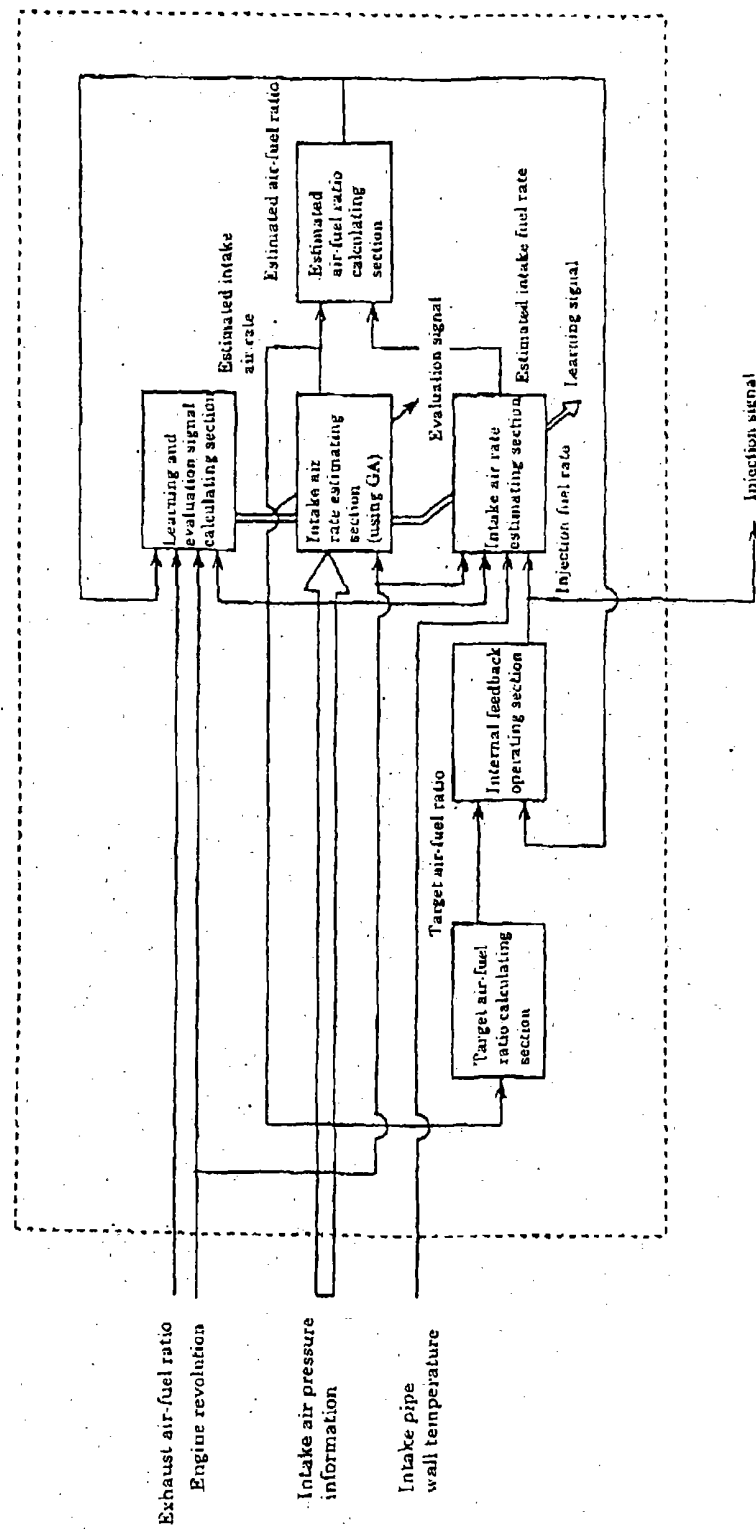 Exhaust air-fuel ratio
Engine revolution
Intake air pressure
information
Intake pipe
wall temperature
Learning and
evaluation signal
calculating section
Estimated intake
air rate
Intake air
rate estimating
section
(using GA)
Evaluation signal
Estimated air-fuel ratio
Estimated
air-fuel ratio
calculating
section
Intake air rate
estimating section
Estimated intake fuel rate
Learning signal
Injection fuel rate
Internal feedback
operating section
Target air-fuel ratio
Target air-fuel
ratio calculating
section
Injection signal